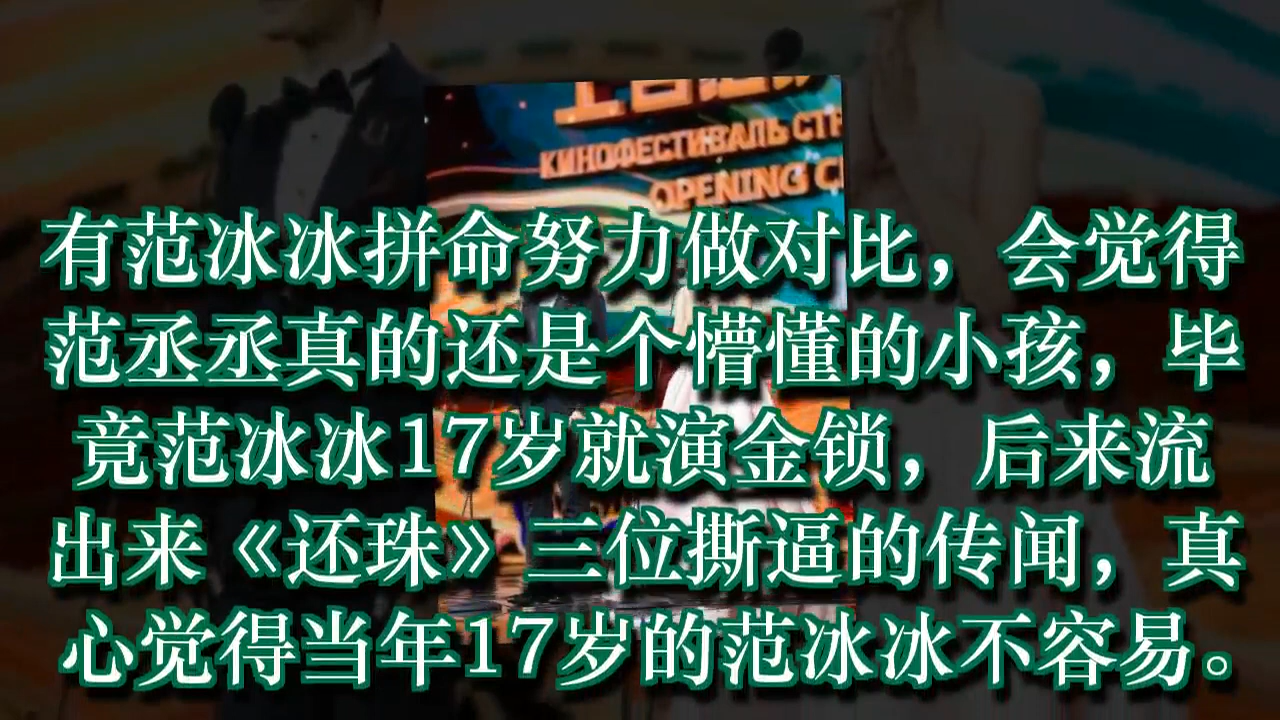 КИНОФЕСТИВАЛЬ СТР
OPENING C
有范冰冰拼命努力做对比，会觉得
范丞丞真的还是个懵懂的小孩，毕
竟范冰冰17岁就演金锁，后来流
出来《还珠》三位撕逼的传闻，真
心觉得当年17岁的范冰冰不容易。